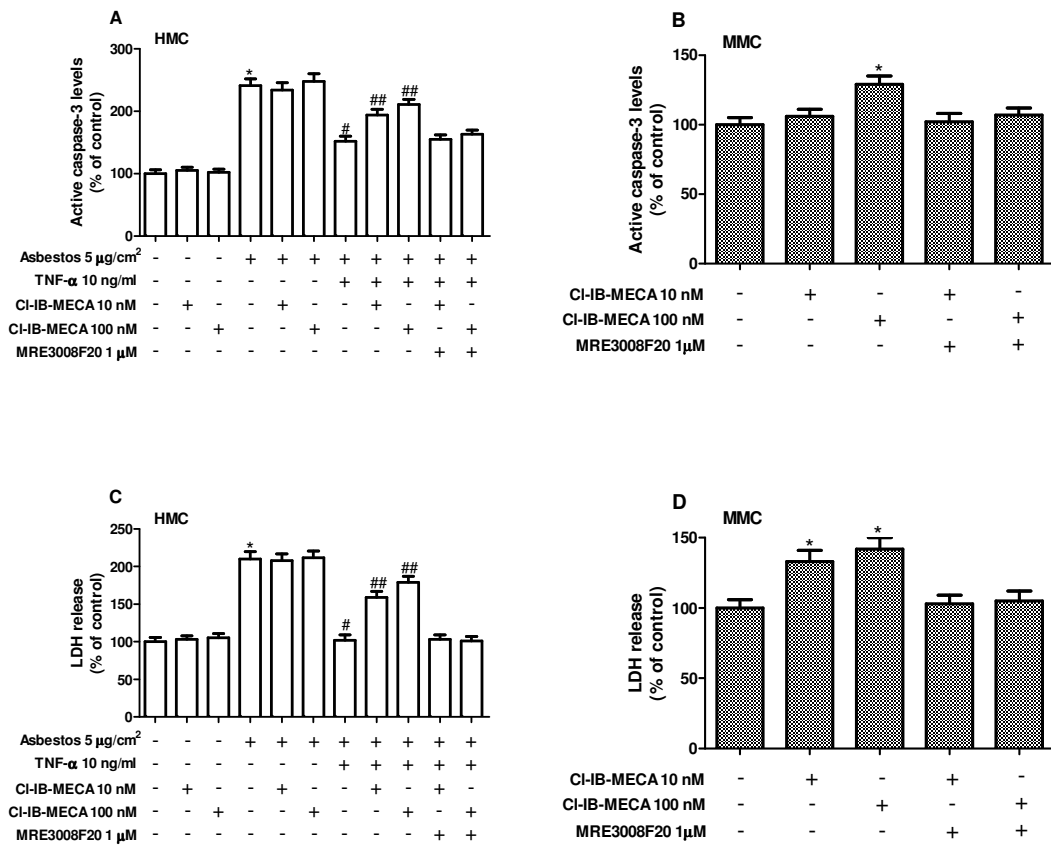 A
HMC
300
200
100
0
Active caspase-3 levels
(% of control)
Asbestos 5 μg/cm² - - - + + + + + + + +
TNF-α 10 ng/ml - - - - - - + + + + +
Cl-IB-MECA 10 nM - + - - + - - + - + -
Cl-IB-MECA 100 nM - - + - - + - - + - +
MRE3008F20 1 μM - - - - - - - - - + +
* # ## ##
B
MMC
150
100
50
0
Active caspase-3 levels
(% of control)
*
Cl-IB-MECA 10 nM - + - + -
Cl-IB-MECA 100 nM - - + - +
MRE3008F20 1μM - - - + +
C
HMC
250
200
150
100
50
0
LDH release
(% of control)
* # ## ##
Asbestos 5 μg/cm² - - - + + + + + + + +
TNF-α 10 ng/ml - - - - - - + + + + +
Cl-IB-MECA 10 nM - + - - + - - + - + -
Cl-IB-MECA 100 nM - - + - - + - - + - +
MRE3008F20 1 μM - - - - - - - - - + +
D
MMC
150
100
50
0
LDH release
(% of control)
* *
Cl-IB-MECA 10 nM - + - + -
Cl-IB-MECA 100 nM - - + - +
MRE3008F20 1μM - - - + +